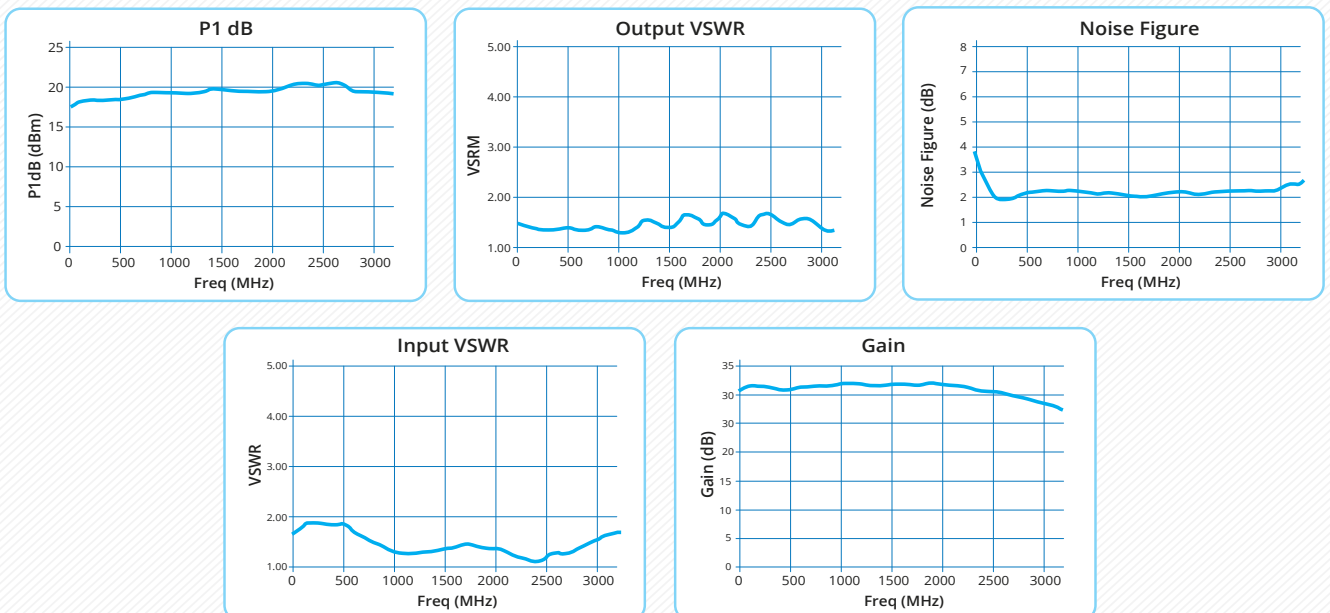 P1 dB
P1dB (dBm)
25
20
15
10
5
0
0 500 1000 1500 2000 2500 3000
Freq (MHz)
Output VSWR
VSRM
5.00
4.00
3.00
2.00
1.00
0 500 1000 1500 2000 2500 3000
Freq (MHz)
Noise Figure
Noise Figure (dB)
8
7
6
5
4
3
2
1
0
0 500 1000 1500 2000 2500 3000
Freq (MHz)
Input VSWR
VSWR
5.00
4.00
3.00
2.00
1.00
0 500 1000 1500 2000 2500 3000
Freq (MHz)
Gain
Gain (dB)
35
30
30
20
15
10
5
0
0 500 1000 1500 2000 2500 3000
Freq (MHz)